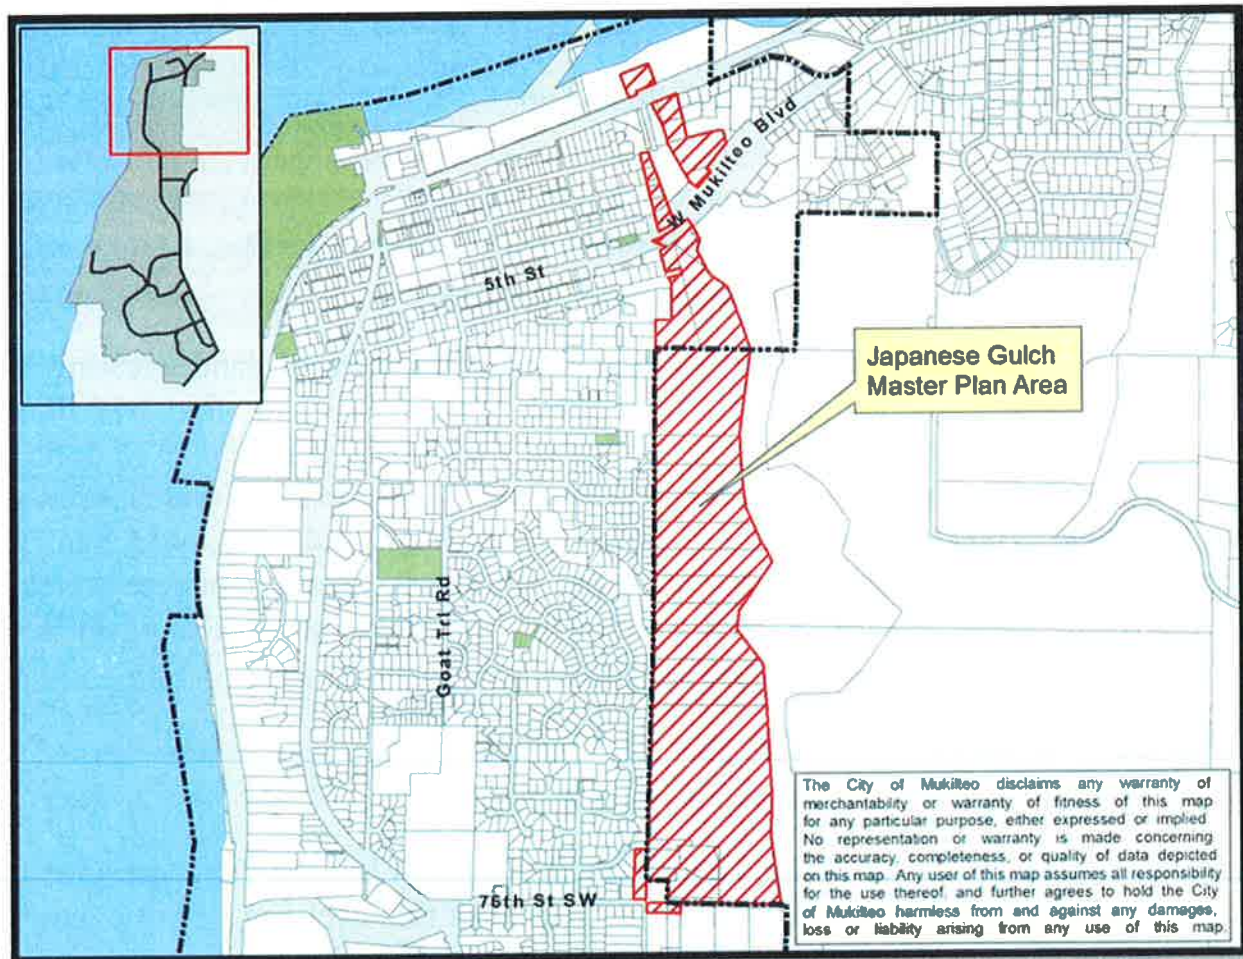 W Mukilteo Blvd
5th St
Japanese Gulch
Master Plan Area
Goat Trl Rd
76th St SW
The City of Mukilteo disclaims any warranty of
merchantability or warranty of fitness of this map
for any particular purpose, either expressed or implied.
No representation or warranty is made concerning
the accuracy, completeness, or quality of data depicted
on this map. Any user of this map assumes all responsibility
for the use thereof, and further agrees to hold the City
of Mukilteo harmless from and against any damages,
loss or liability arising from any use of this map.